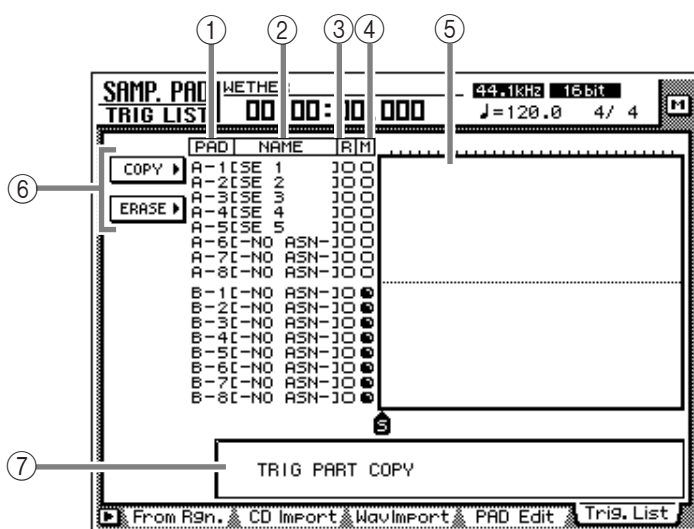 ① ② ③ ④ ⑤
SAMP. PAD WETHER 44.1kHz 16bit M
TRIG LIST 00:00:00.000 ♩=120.0 4/ 4
PAD NAME R M
⑥ COPY
ERASE
A-1[SE 1 ]
A-2[SE 2 ]
A-3[SE 3 ]
A-4[SE 4 ]
A-5[SE 5 ]
A-6[-NO ASN-]
A-7[-NO ASN-]
A-8[-NO ASN-]
B-1[-NO ASN-]
B-2[-NO ASN-]
B-3[-NO ASN-]
B-4[-NO ASN-]
B-5[-NO ASN-]
B-6[-NO ASN-]
B-7[-NO ASN-]
B-8[-NO ASN-]
S
⑦ TRIG PART COPY
From Rgn. CD Import WavImport PAD Edit Trig. List